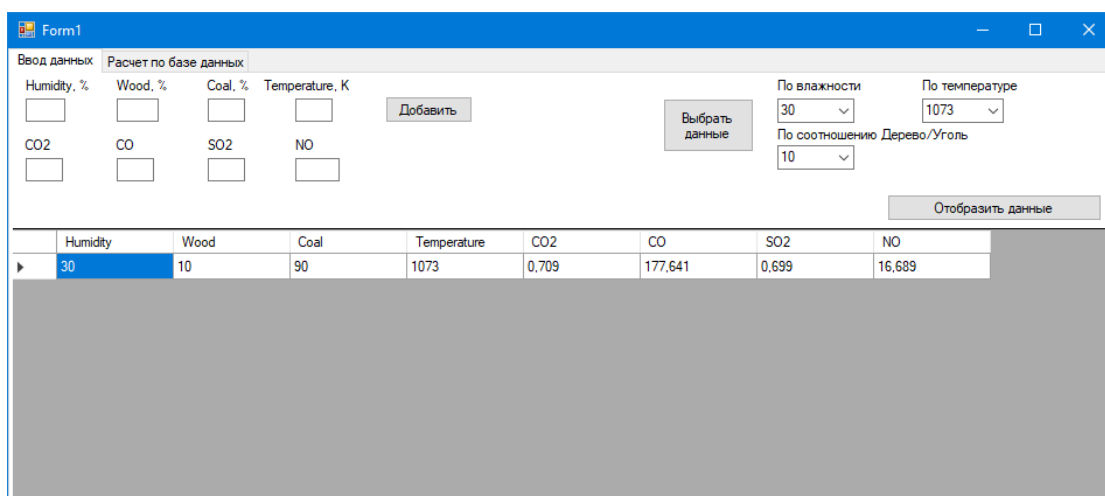 Form1
Ввод данных Расчет по базе данных
Humidity, % Wood, % Coal, % Temperature, K
Добавить
CO2 CO SO2 NO
Выбрать
данные
По влажности По температуре
30 1073
По соотношению Дерево/Уголь
10
Отобразить данные
Humidity Wood Coal Temperature CO2 CO SO2 NO
30 10 90 1073 0,709 177,641 0,699 16,689